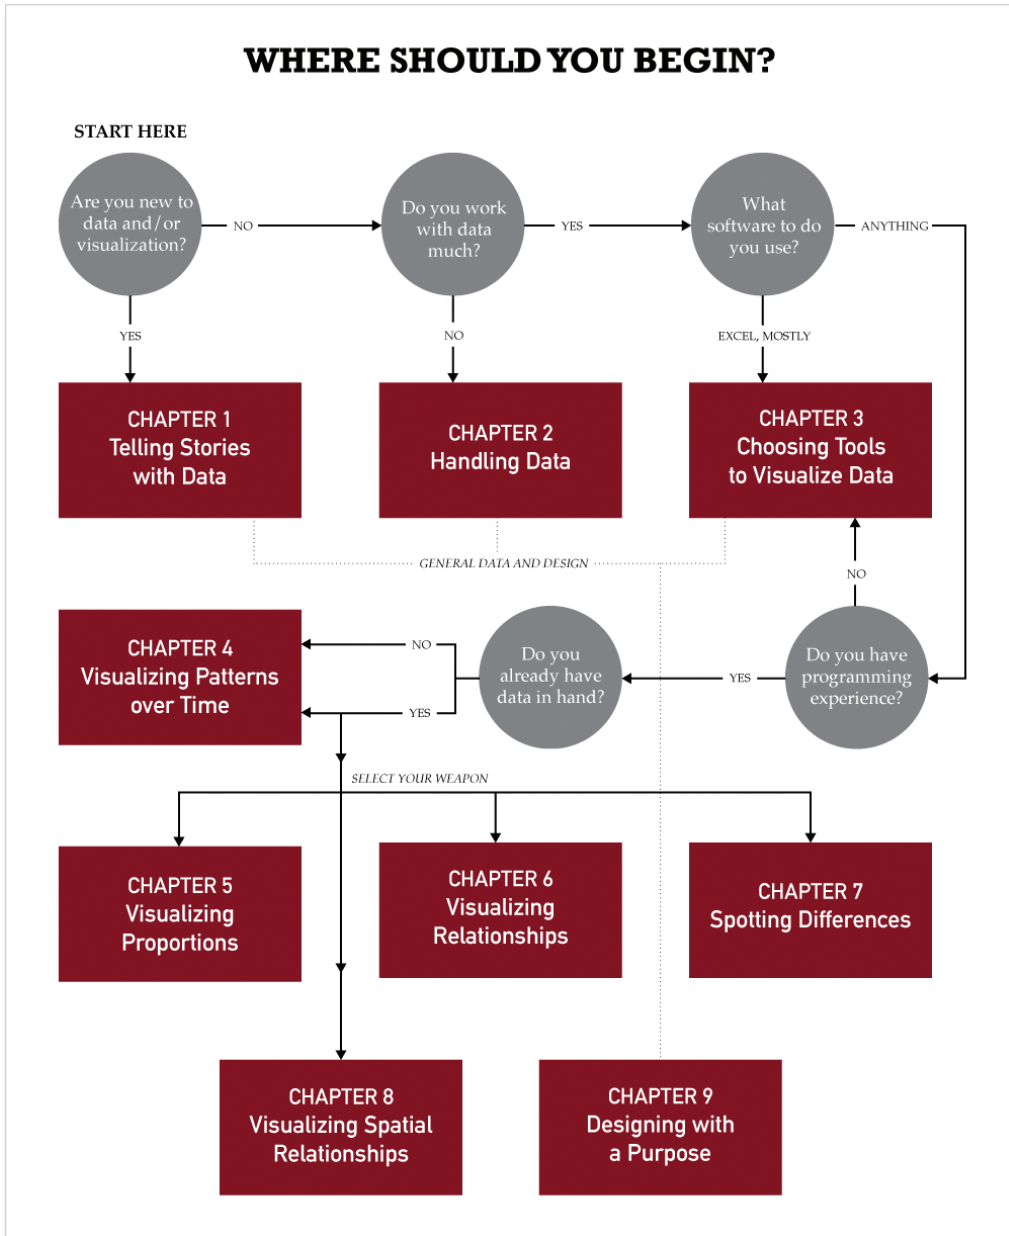 WHERE SHOULD YOU BEGIN?
START HERE
Are you new to
data and/or
visualization?
NO
Do you work
with data
much?
YES
What
software to do
you use?
ANYTHING
YES
NO
EXCEL, MOSTLY
CHAPTER 1
Telling Stories
with Data
CHAPTER 2
Handling Data
CHAPTER 3
Choosing Tools
to Visualize Data
GENERAL DATA AND DESIGN
NO
CHAPTER 4
Visualizing Patterns
over Time
NO
YES
Do you
already have
data in hand?
YES
Do you have
programming
experience?
SELECT YOUR WEAPON
CHAPTER 5
Visualizing
Proportions
CHAPTER 6
Visualizing
Relationships
CHAPTER 7
Spotting Differences
CHAPTER 8
Visualizing Spatial
Relationships
CHAPTER 9
Designing with
a Purpose